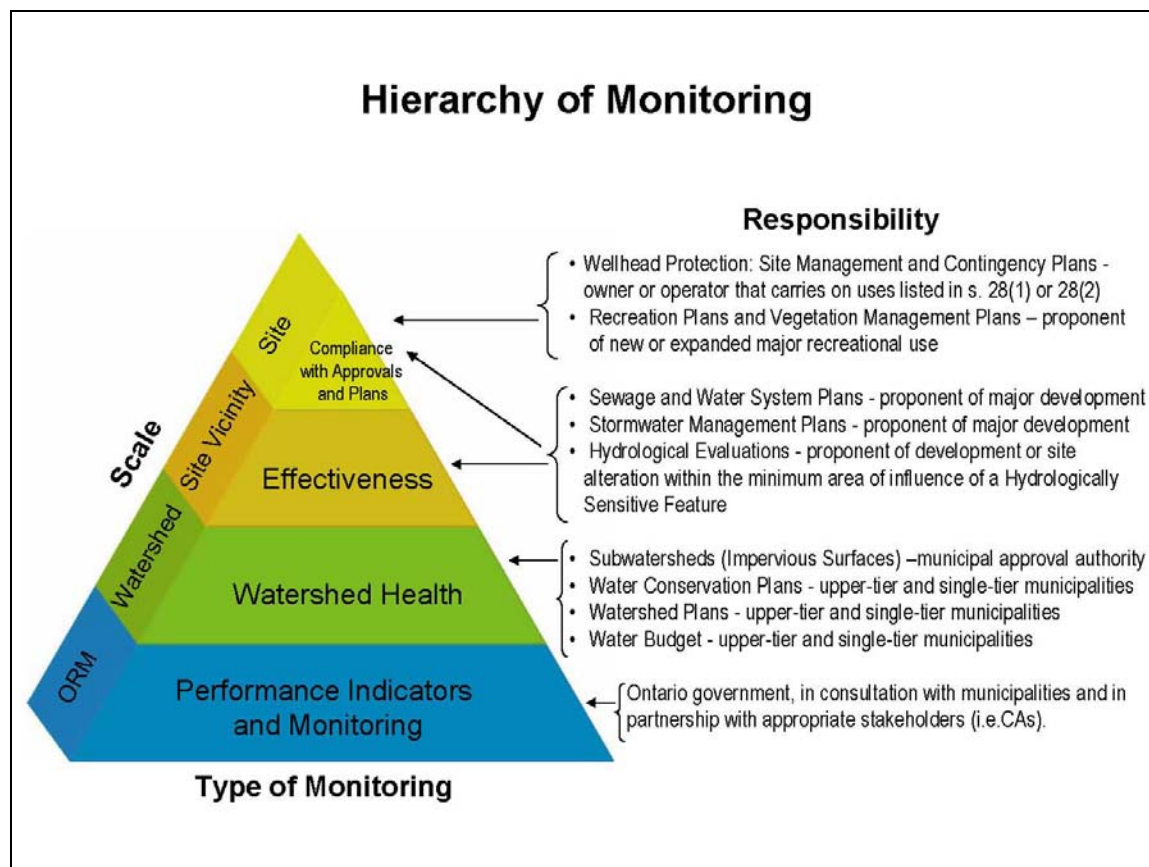 Hierarchy of Monitoring
Responsibility
• Wellhead Protection: Site Management and Contingency Plans -
owner or operator that carries on uses listed in s. 28(1) or 28(2)
• Recreation Plans and Vegetation Management Plans – proponent
of new or expanded major recreational use
• Sewage and Water System Plans - proponent of major development
• Stormwater Management Plans - proponent of major development
• Hydrological Evaluations - proponent of development or site
alteration within the minimum area of influence of a Hydrologically
Sensitive Feature
• Subwatersheds (Impervious Surfaces) –municipal approval authority
• Water Conservation Plans - upper-tier and single-tier municipalities
• Watershed Plans - upper-tier and single-tier municipalities
• Water Budget - upper-tier and single-tier municipalities
Ontario government, in consultation with municipalities and in
partnership with appropriate stakeholders (i.e.CAs).
Scale
Site
Site Vicinity
Watershed
ORM
Compliance
with Approvals
and Plans
Effectiveness
Watershed Health
Performance Indicators
and Monitoring
Type of Monitoring